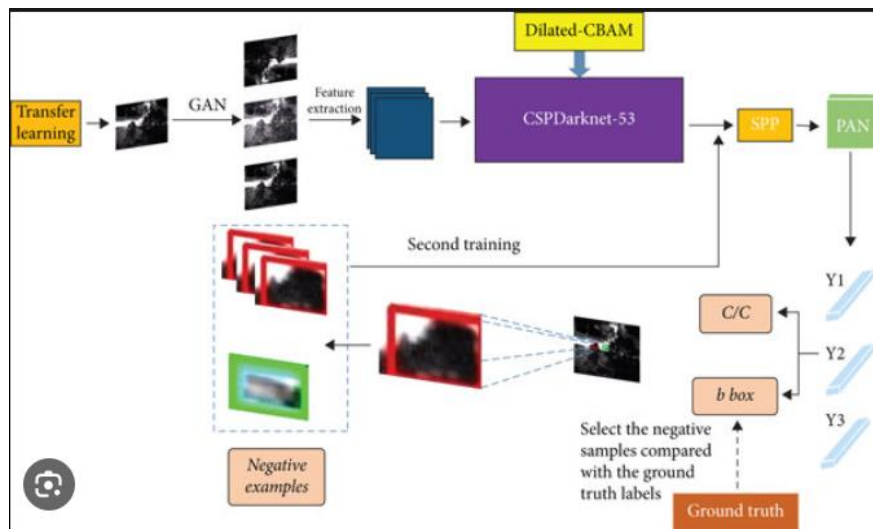 Dilated-CBAM
Transfer
learning
GAN
Feature
extraction
CSPDarknet-53
SPP
PAN
Second training
Y1
C/C
Y2
b box
Y3
Select the negative
samples compared
with the ground
truth labels
Negative
examples
Ground truth